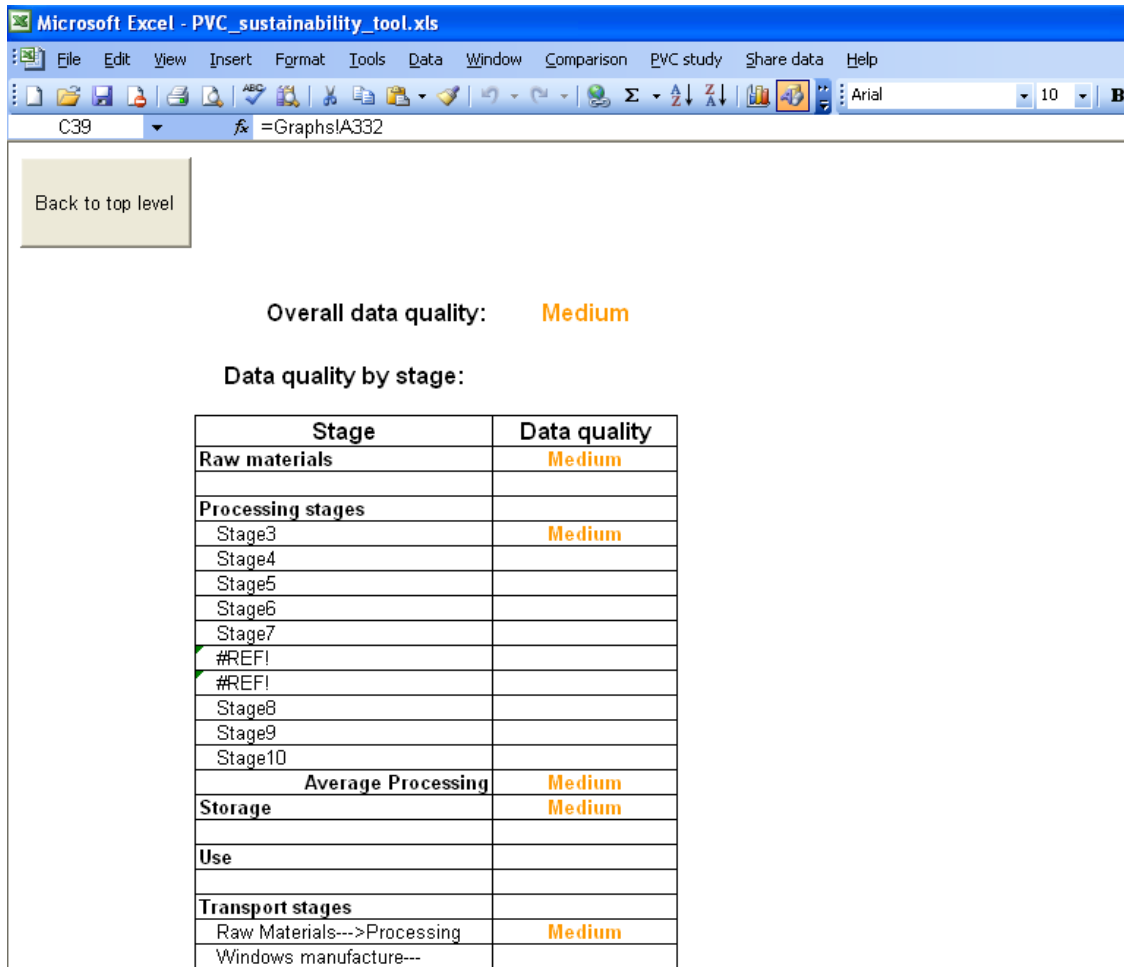 Microsoft Excel - PVC_sustainability_tool.xls
File Edit View Insert Format Tools Data Window Comparison PVC study Share data Help
ABC Σ A Z Z A Arial 10 B
C39 fx =Graphs!A332
Back to top level
Overall data quality: Medium
Data quality by stage:
Stage Data quality
Raw materials Medium
Processing stages
Stage3 Medium
Stage4
Stage5
Stage6
Stage7
#REF!
#REF!
Stage8
Stage9
Stage10
Average Processing Medium
Storage Medium
Use
Transport stages
Raw Materials--->Processing Medium
Windows manufacture---